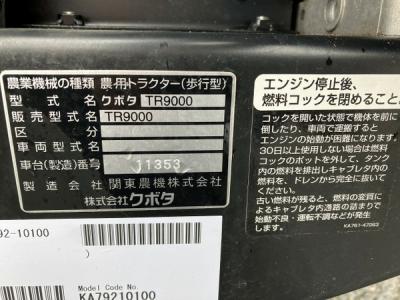 農業機械の種類 農用トラクター(歩行型)
型式名 クボタ TR9000
販売型式名 TR9000
区分
車両型式名
車台(製造)番号 11353
製造会社 関東農機株式会社
株式会社クボタ
エンジン停止後、
燃料コックを閉めること。
コックを開いた状態で機体を前に
倒したり、車両で運搬すると
エンジンの始動が困難になります。
30日以上使用しない場合は燃料
コックのポットを外して、タンク
内の燃料を排出しキャブレタ内
の燃料を、ドレンから完全に抜いて
ください。
古い燃料が残ると、燃料の変質に
よるキャブレタ内通路の詰まりで
始動不良・運転不調などが発生し
KA761-47062
92-10100
)
Model Code No.
KA79210100